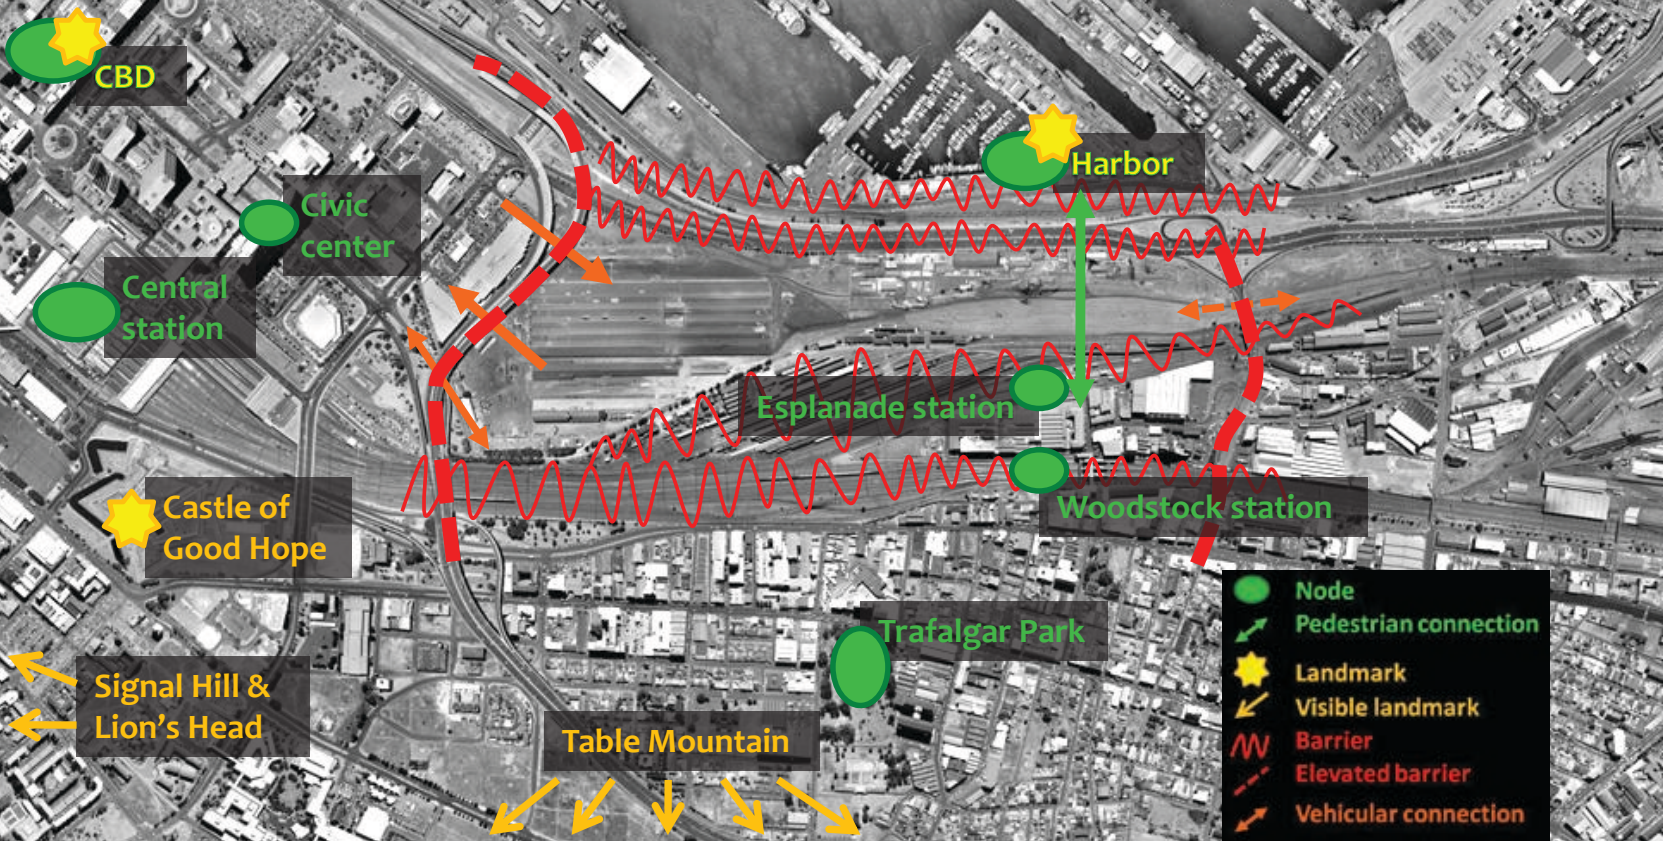 CBD
Harbor
Civic
center
Central
station
Esplanade station
Castle of
Good Hope
Woodstock station
Trafalgar Park
Signal Hill &
Lion's Head
Table Mountain
Node
Pedestrian connection
Landmark
Visible landmark
Barrier
Elevated barrier
Vehicular connection